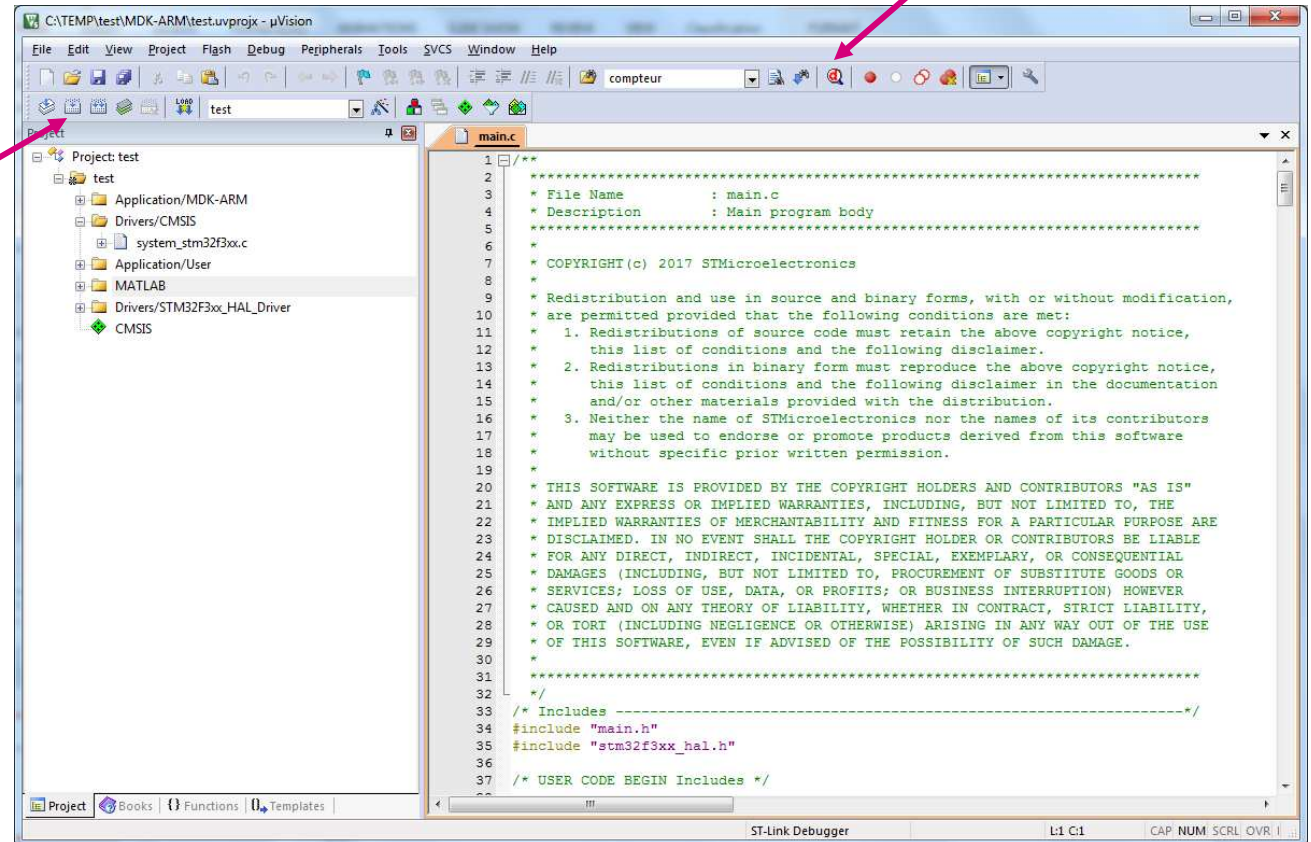 C:\TEMP\test\MDK-ARM\test.uvprojx - µVision
File Edit View Project Flash Debug Peripherals Tools SVCS Window Help
compteur
LOAD test
Project
main.c
Project: test
test
Application/MDK-ARM
Drivers/CMSIS
system_stm32f3xx.c
Application/User
MATLAB
Drivers/STM32F3xx_HAL_Driver
CMSIS
1 /**
2 ******************************************************************************
3 * File Name : main.c
4 * Description : Main program body
5 ******************************************************************************
6 *
7 * COPYRIGHT(c) 2017 STMicroelectronics
8 *
9 * Redistribution and use in source and binary forms, with or without modification,
10 * are permitted provided that the following conditions are met:
11 * 1. Redistributions of source code must retain the above copyright notice,
12 * this list of conditions and the following disclaimer.
13 * 2. Redistributions in binary form must reproduce the above copyright notice,
14 * this list of conditions and the following disclaimer in the documentation
15 * and/or other materials provided with the distribution.
16 * 3. Neither the name of STMicroelectronics nor the names of its contributors
17 * may be used to endorse or promote products derived from this software
18 * without specific prior written permission.
19 *
20 * THIS SOFTWARE IS PROVIDED BY THE COPYRIGHT HOLDERS AND CONTRIBUTORS "AS IS"
21 * AND ANY EXPRESS OR IMPLIED WARRANTIES, INCLUDING, BUT NOT LIMITED TO, THE
22 * IMPLIED WARRANTIES OF MERCHANTABILITY AND FITNESS FOR A PARTICULAR PURPOSE ARE
23 * DISCLAIMED. IN NO EVENT SHALL THE COPYRIGHT HOLDER OR CONTRIBUTORS BE LIABLE
24 * FOR ANY DIRECT, INDIRECT, INCIDENTAL, SPECIAL, EXEMPLARY, OR CONSEQUENTIAL
25 * DAMAGES (INCLUDING, BUT NOT LIMITED TO, PROCUREMENT OF SUBSTITUTE GOODS OR
26 * SERVICES; LOSS OF USE, DATA, OR PROFITS; OR BUSINESS INTERRUPTION) HOWEVER
27 * CAUSED AND ON ANY THEORY OF LIABILITY, WHETHER IN CONTRACT, STRICT LIABILITY,
28 * OR TORT (INCLUDING NEGLIGENCE OR OTHERWISE) ARISING IN ANY WAY OUT OF THE USE
29 * OF THIS SOFTWARE, EVEN IF ADVISED OF THE POSSIBILITY OF SUCH DAMAGE.
30 *
31 ******************************************************************************
32 */
33 /* Includes ------------------------------------------------------------------*/
34 #include "main.h"
35 #include "stm32f3xx_hal.h"
36
37 /* USER CODE BEGIN Includes */
Project Books {} Functions Templates
ST-Link Debugger L:1 C:1 CAP NUM SCRL OVR